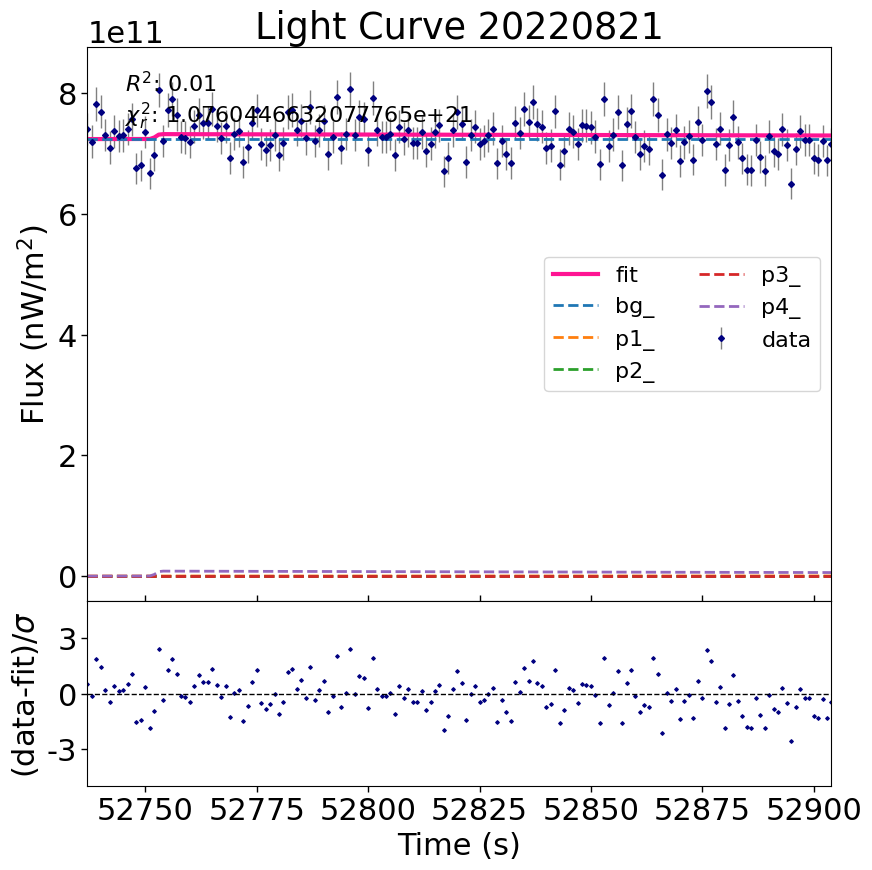 Light Curve 20220821
1e11
R²: 0.01
χ²ᵣ: 1.0760446632077765e+21
8
6
4
2
0
Flux (nW/m²)
fit
bg_
p1_
p2_
p3_
p4_
data
3
0
-3
(data-fit)/σ
52750 52775 52800 52825 52850 52875 52900
Time (s)